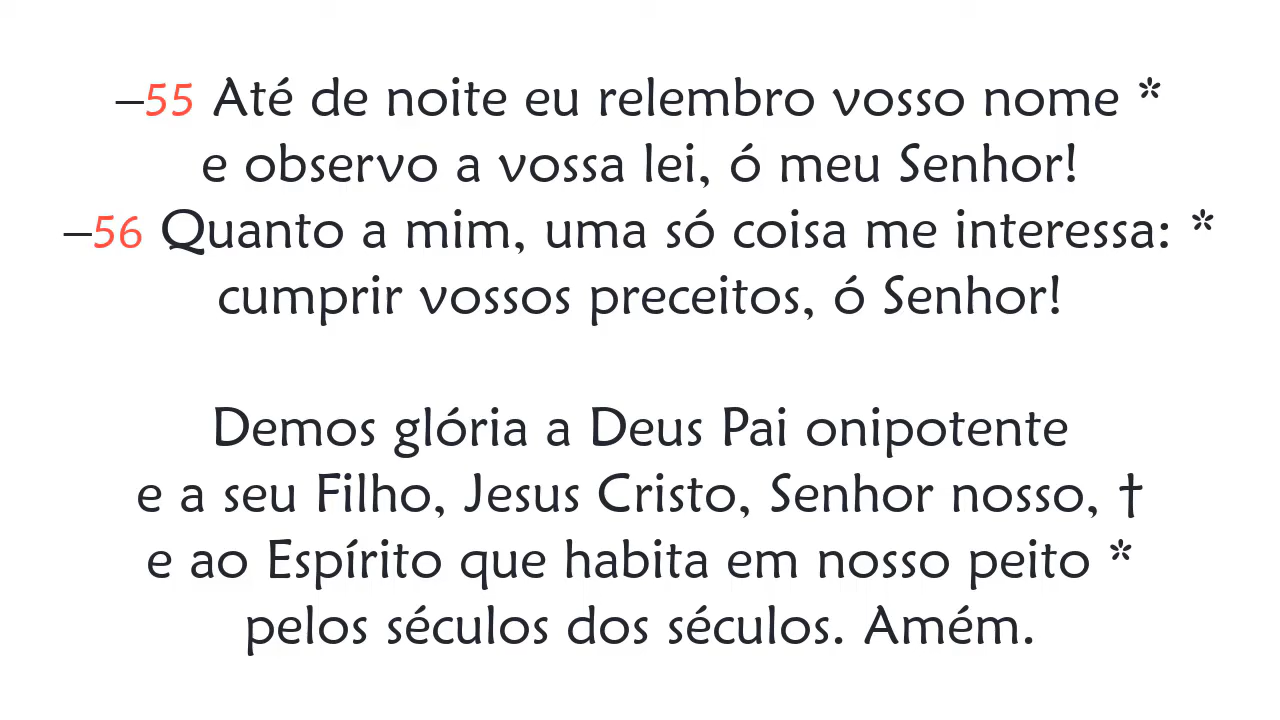 –55 Até de noite eu relembro vosso nome *
e observo a vossa lei, ó meu Senhor!
–56 Quanto a mim, uma só coisa me interessa: *
cumprir vossos preceitos, ó Senhor!
Demos glória a Deus Pai onipotente
e a seu Filho, Jesus Cristo, Senhor nosso, †
e ao Espírito que habita em nosso peito *
pelos séculos dos séculos. Amém.